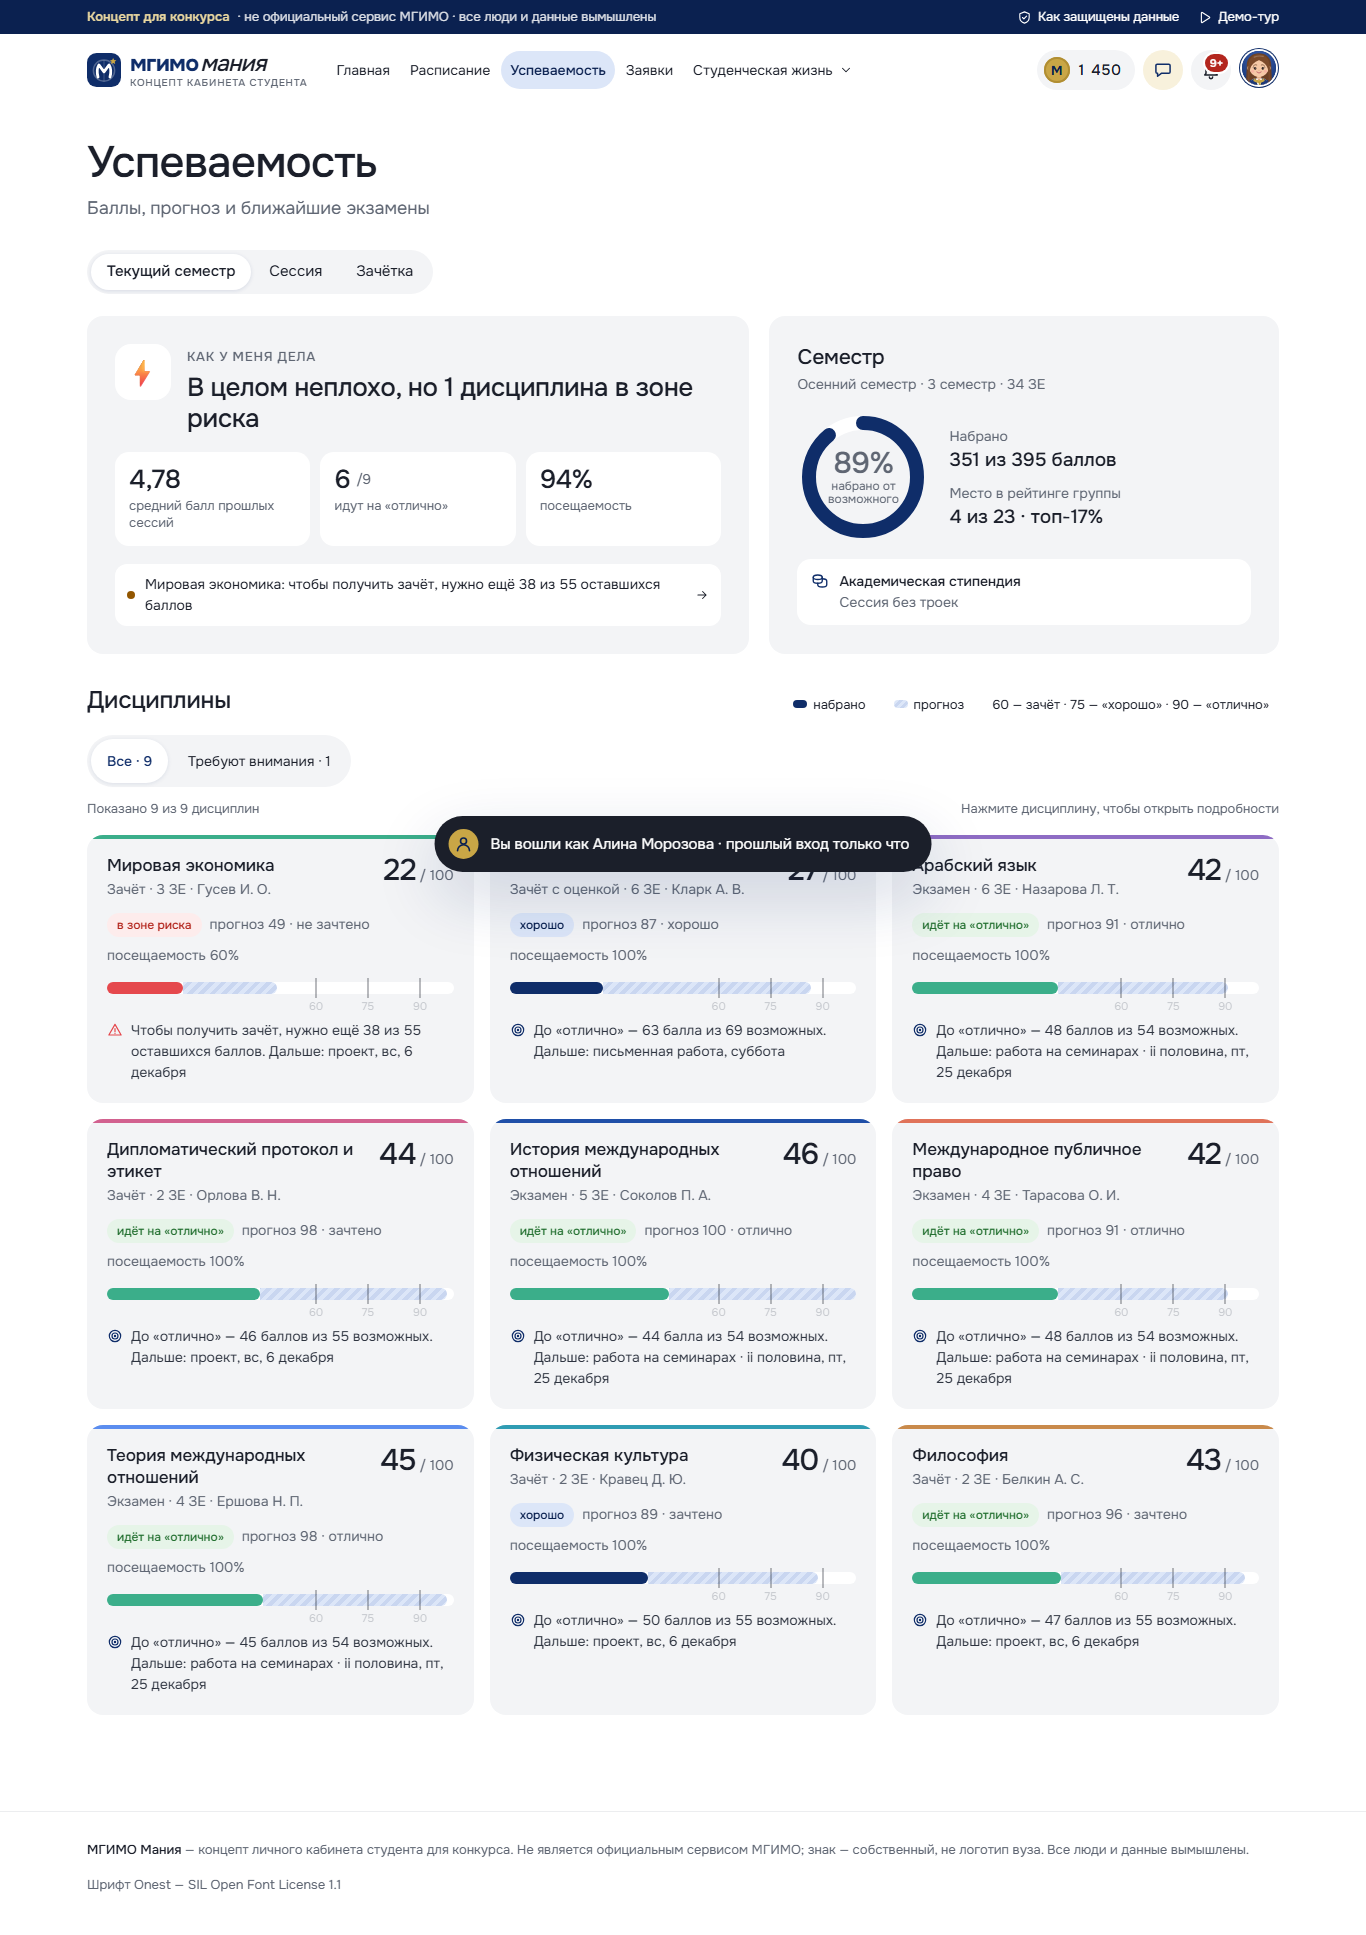 Концепт для конкурса · не официальный сервис МГИМО · все люди и данные вымышлены
Как защищены данные
Демо-тур
МГИМО мания
КОНЦЕПТ КАБИНЕТА СТУДЕНТА
Главная
Расписание
Успеваемость
Заявки
Студенческая жизнь
M 1 450
9+
Успеваемость
Баллы, прогноз и ближайшие экзамены
Текущий семестр
Сессия
Зачётка
КАК У МЕНЯ ДЕЛА
В целом неплохо, но 1 дисциплина в зоне
риска
4,78
средний балл прошлых
сессий
6 /9
идут на «отлично»
94%
посещаемость
Мировая экономика: чтобы получить зачёт, нужно ещё 38 из 55 оставшихся
баллов
Семестр
Осенний семестр · 3 семестр · 34 ЗЕ
89%
набрано от
возможного
Набрано
351 из 395 баллов
Место в рейтинге группы
4 из 23 · топ-17%
Академическая стипендия
Сессия без троек
Дисциплины
набрано
прогноз
60 — зачёт · 75 — «хорошо» · 90 — «отлично»
Все · 9
Требуют внимания · 1
Показано 9 из 9 дисциплин
Нажмите дисциплину, чтобы открыть подробности
Вы вошли как Алина Морозова · прошлый вход только что
Мировая экономика
22 / 100
Зачёт · 3 ЗЕ · Гусев И. О.
в зоне риска
прогноз 49 · не зачтено
посещаемость 60%
60 75 90
Чтобы получить зачёт, нужно ещё 38 из 55
оставшихся баллов. Дальше: проект, вс, 6
декабря
27 / 100
Зачёт с оценкой · 6 ЗЕ · Кларк А. В.
хорошо
прогноз 87 · хорошо
посещаемость 100%
60 75 90
До «отлично» — 63 балла из 69 возможных.
Дальше: письменная работа, суббота
Арабский язык
42 / 100
Экзамен · 6 ЗЕ · Назарова Л. Т.
идёт на «отлично»
прогноз 91 · отлично
посещаемость 100%
60 75 90
До «отлично» — 48 баллов из 54 возможных.
Дальше: работа на семинарах · ii половина, пт,
25 декабря
Дипломатический протокол и
этикет
44 / 100
Зачёт · 2 ЗЕ · Орлова В. Н.
идёт на «отлично»
прогноз 98 · зачтено
посещаемость 100%
60 75 90
До «отлично» — 46 баллов из 55 возможных.
Дальше: проект, вс, 6 декабря
История международных
отношений
46 / 100
Экзамен · 5 ЗЕ · Соколов П. А.
идёт на «отлично»
прогноз 100 · отлично
посещаемость 100%
60 75 90
До «отлично» — 44 балла из 54 возможных.
Дальше: работа на семинарах · ii половина, пт,
25 декабря
Международное публичное
право
42 / 100
Экзамен · 4 ЗЕ · Тарасова О. И.
идёт на «отлично»
прогноз 91 · отлично
посещаемость 100%
60 75 90
До «отлично» — 48 баллов из 54 возможных.
Дальше: работа на семинарах · ii половина, пт,
25 декабря
Теория международных
отношений
45 / 100
Экзамен · 4 ЗЕ · Ершова Н. П.
идёт на «отлично»
прогноз 98 · отлично
посещаемость 100%
60 75 90
До «отлично» — 45 баллов из 54 возможных.
Дальше: работа на семинарах · ii половина, пт,
25 декабря
Физическая культура
40 / 100
Зачёт · 2 ЗЕ · Кравец Д. Ю.
хорошо
прогноз 89 · зачтено
посещаемость 100%
60 75 90
До «отлично» — 50 баллов из 55 возможных.
Дальше: проект, вс, 6 декабря
Философия
43 / 100
Зачёт · 2 ЗЕ · Белкин А. С.
идёт на «отлично»
прогноз 96 · зачтено
посещаемость 100%
60 75 90
До «отлично» — 47 баллов из 55 возможных.
Дальше: проект, вс, 6 декабря
МГИМО Мания — концепт личного кабинета студента для конкурса. Не является официальным сервисом МГИМО; знак — собственный, не логотип вуза. Все люди и данные вымышлены.
Шрифт Onest — SIL Open Font License 1.1